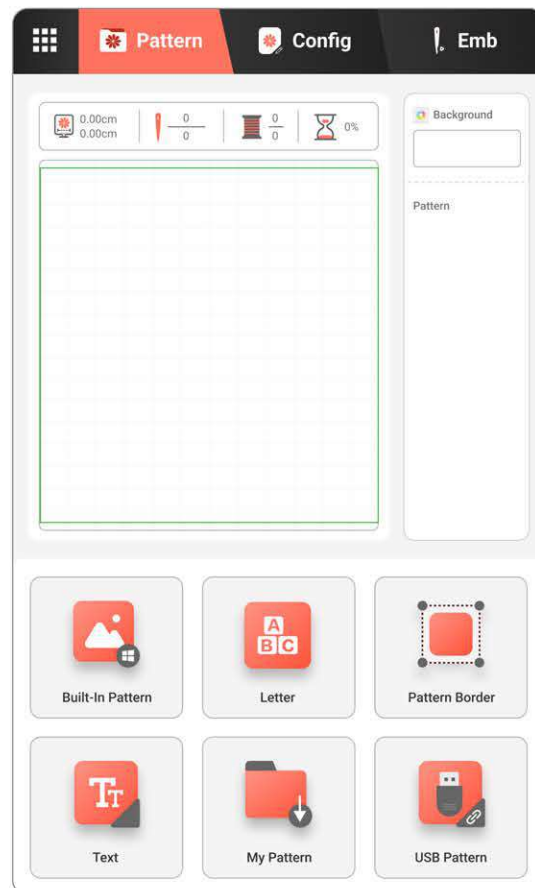 Pattern
Config
Emb
0.00cm
0.00cm
0
0
0
0
0%
Background
Pattern
A
B C
Built-In Pattern
Letter
Pattern Border
TT
Text
My Pattern
USB Pattern